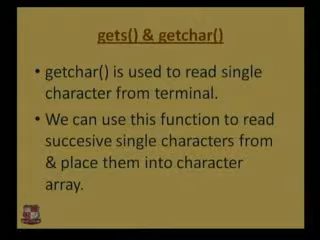 gets() & getchar()
• getchar() is used to read single
character from terminal.
• We can use this function to read
succesive single characters from
& place them into character
array.